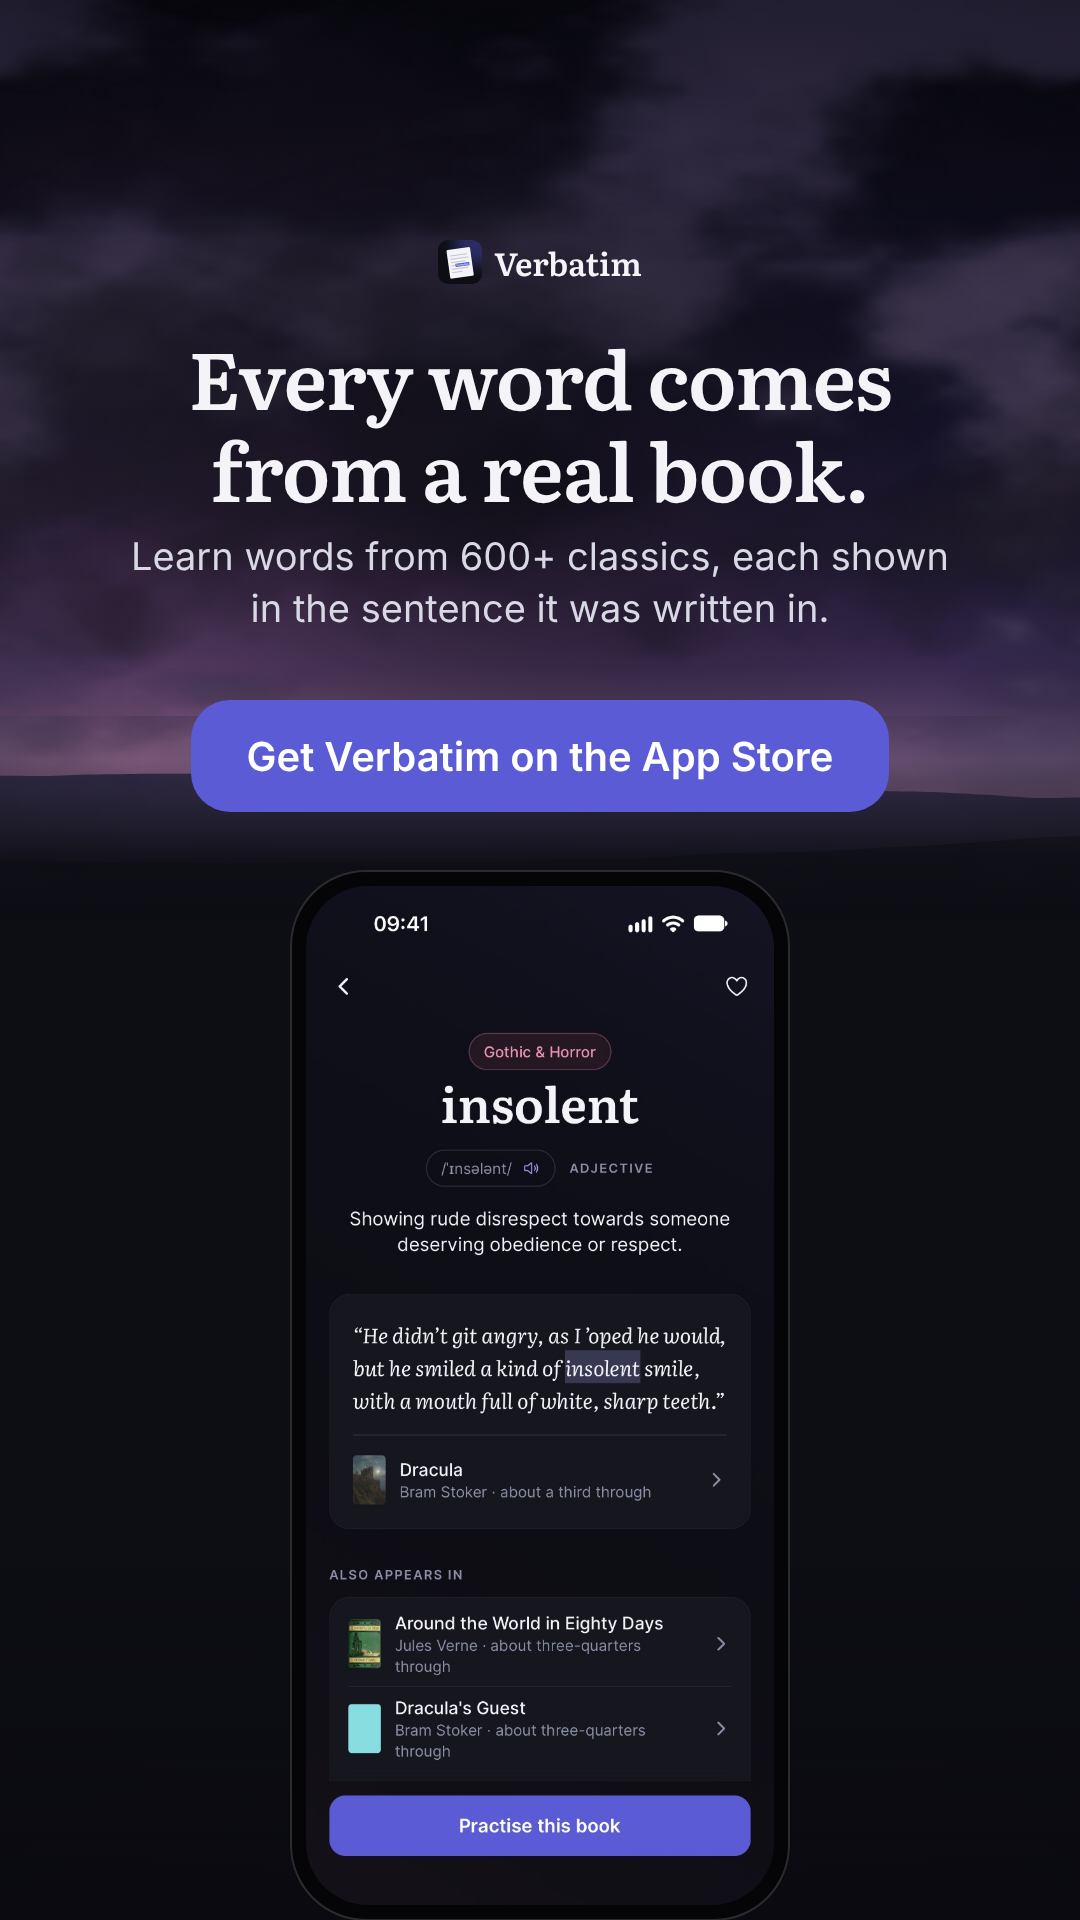 Verbatim
Every word comes
from a real book.
Learn words from 600+ classics, each shown
in the sentence it was written in.
Get Verbatim on the App Store
09:41
Gothic & Horror
insolent
/ˈɪnsələnt/ ADJECTIVE
Showing rude disrespect towards someone
deserving obedience or respect.
“He didn’t git angry, as I ’oped he would,
but he smiled a kind of insolent smile,
with a mouth full of white, sharp teeth.”
Dracula
Bram Stoker · about a third through
ALSO APPEARS IN
Around the World in Eighty Days
Jules Verne · about three-quarters
through
Dracula's Guest
Bram Stoker · about three-quarters
through
Practise this book